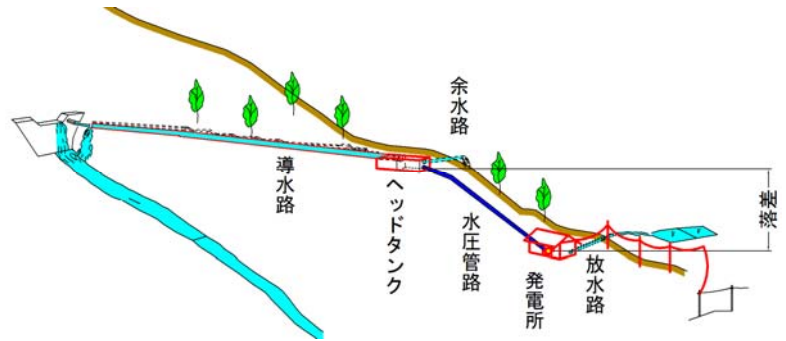 導水路
ヘッドタンク
余水路
水圧管路
発電所
放水路
落差